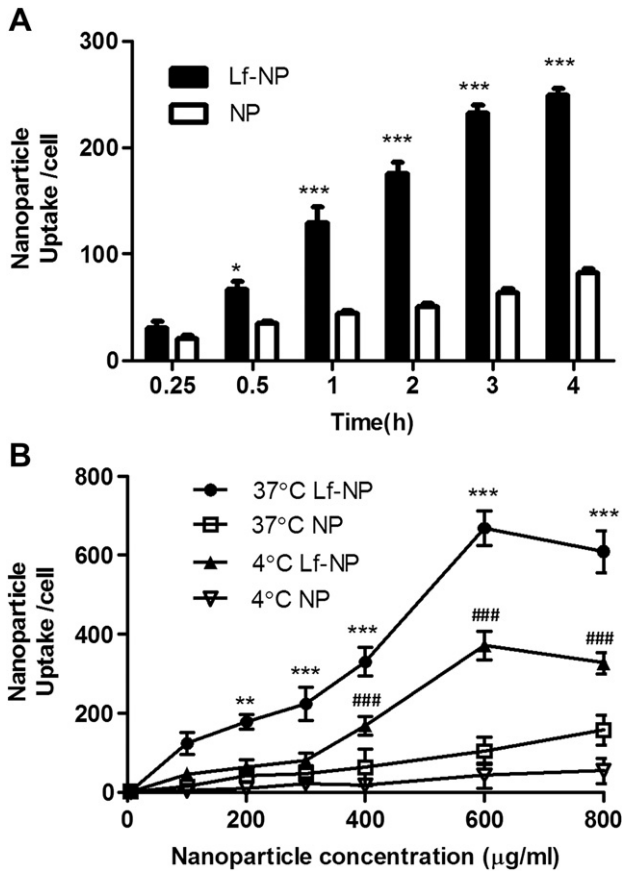 A
300
200
100
0
Nanoparticle
Uptake /cell
Lf-NP
NP
*
***
***
***
***
0.25 0.5 1 2 3 4
Time(h)
B
800
600
400
200
0
Nanoparticle
Uptake /cell
37°C Lf-NP
37°C NP
4°C Lf-NP
4°C NP
**
***
***
***
***
###
###
###
0 200 400 600 800
Nanoparticle concentration (μg/ml)